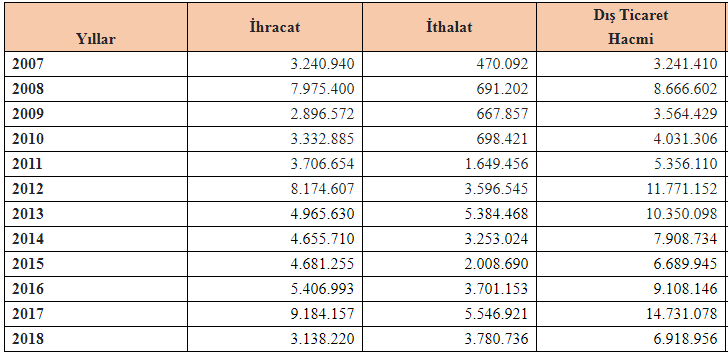 Yıllar İhracat İthalat Dış Ticaret
Hacmi
2007 3.240.940 470.092 3.241.410
2008 7.975.400 691.202 8.666.602
2009 2.896.572 667.857 3.564.429
2010 3.332.885 698.421 4.031.306
2011 3.706.654 1.649.456 5.356.110
2012 8.174.607 3.596.545 11.771.152
2013 4.965.630 5.384.468 10.350.098
2014 4.655.710 3.253.024 7.908.734
2015 4.681.255 2.008.690 6.689.945
2016 5.406.993 3.701.153 9.108.146
2017 9.184.157 5.546.921 14.731.078
2018 3.138.220 3.780.736 6.918.956